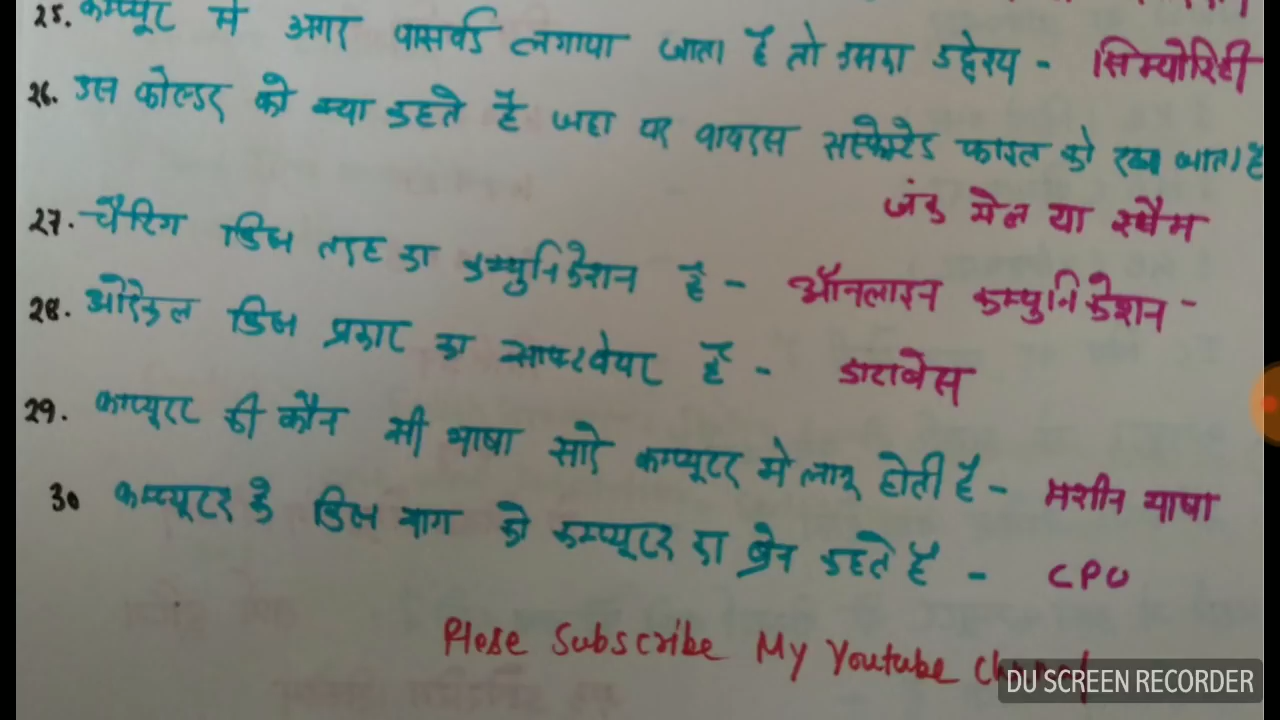 25. कम्प्यूटर में अगर पासवर्ड लगाया जाता है तो उसका उद्देश्य - सिक्योरिटी
26. उस फोल्डर को क्या कहते है जहा पर वायरस सस्पेक्टेड फाइल को रखा जाता है
जंक मेल या स्पैम
27. चैटिंग किस तरह का कम्युनिकेशन है - ऑनलाइन कम्युनिकेशन -
28. ओरेकल किस प्रकार का साफ्टवेयर है - डाटाबेस
29. कम्प्यूटर की कौन सी भाषा सारे कम्प्यूटर में लागू होती है - मशीन भाषा
30 कम्प्यूटर के किस भाग को कम्प्यूटर का ब्रेन कहते है - CPU
Plese Subscribe My Youtube
DU SCREEN RECORDER